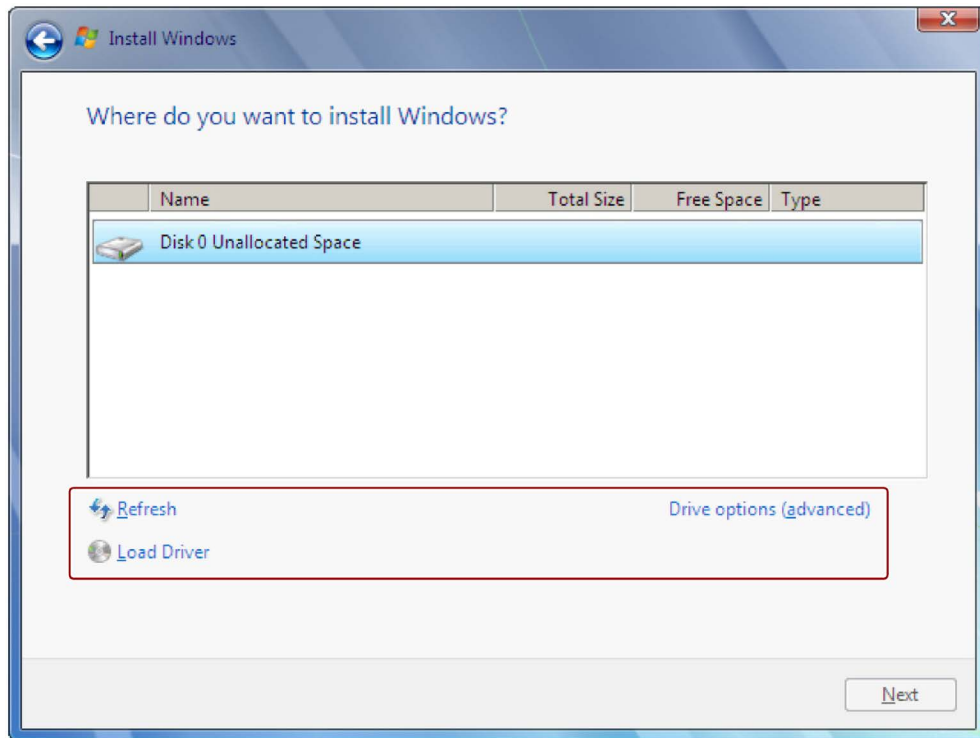 Install Windows
Where do you want to install Windows?
Name Total Size Free Space Type
Disk 0 Unallocated Space
Refresh Drive options (advanced)
Load Driver
Next